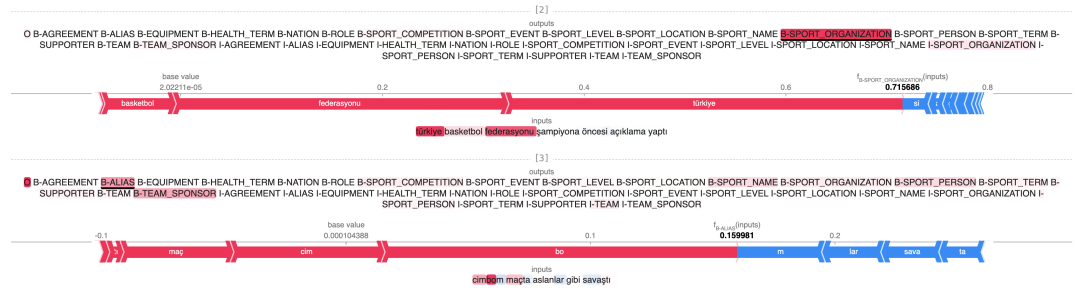 [2]
outputs
O B-AGREEMENT B-ALIAS B-EQUIPMENT B-HEALTH_TERM B-NATION B-ROLE B-SPORT_COMPETITION B-SPORT_EVENT B-SPORT_LEVEL B-SPORT_LOCATION B-SPORT_NAME B-SPORT_ORGANIZATION B-SPORT_PERSON B-SPORT_TERM B-
SUPPORTER B-TEAM B-TEAM_SPONSOR I-AGREEMENT I-ALIAS I-EQUIPMENT I-HEALTH_TERM I-NATION I-ROLE I-SPORT_COMPETITION I-SPORT_EVENT I-SPORT_LEVEL I-SPORT_LOCATION I-SPORT_NAME I-SPORT_ORGANIZATION I-
SPORT_PERSON I-SPORT_TERM I-SUPPORTER I-TEAM I-TEAM_SPONSOR
base value fB-SPORT_ORGANIZATION(inputs)
2.02211e-05 0.2 0.4 0.6 0.715686 0.8
basketbol federasyonu türkiye si
inputs
türkiye basketbol federasyonu şampiyona öncesi açıklama yaptı
[3]
outputs
O B-AGREEMENT B-ALIAS B-EQUIPMENT B-HEALTH_TERM B-NATION B-ROLE B-SPORT_COMPETITION B-SPORT_EVENT B-SPORT_LEVEL B-SPORT_LOCATION B-SPORT_NAME B-SPORT_ORGANIZATION B-SPORT_PERSON B-SPORT_TERM B-
SUPPORTER B-TEAM B-TEAM_SPONSOR I-AGREEMENT I-ALIAS I-EQUIPMENT I-HEALTH_TERM I-NATION I-ROLE I-SPORT_COMPETITION I-SPORT_EVENT I-SPORT_LEVEL I-SPORT_LOCATION I-SPORT_NAME I-SPORT_ORGANIZATION I-
SPORT_PERSON I-SPORT_TERM I-SUPPORTER I-TEAM I-TEAM_SPONSOR
base value fB-ALIAS(inputs)
-0.1 0.000104388 0.1 0.159981 0.2
maç cim bo m lar sava ta
inputs
cimbom maçta aslanlar gibi savaştı